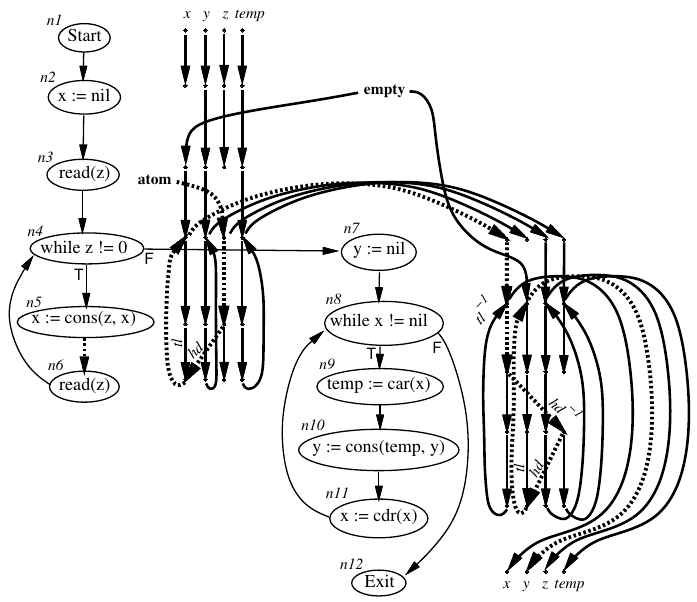 x y z temp
n1
Start
n2
x := nil
empty
n3
read(z)
atom
n4
while z != 0
F
T
n5
x := cons(z, x)
n6
read(z)
tl
hd
n7
y := nil
n8
while x != nil
T
F
n9
temp := car(x)
n10
y := cons(temp, y)
n11
x := cdr(x)
n12
Exit
tl⁻¹
hd⁻¹
tl
hd
x y z temp